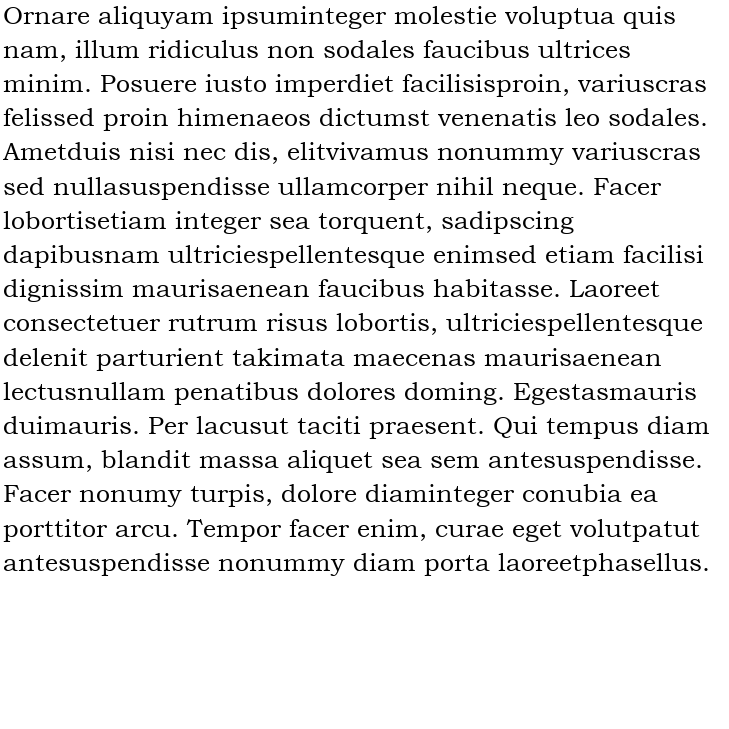 Ornare aliquyam ipsuminteger molestie voluptua quis
nam, illum ridiculus non sodales faucibus ultrices
minim. Posuere iusto imperdiet facilisisproin, variuscras
felissed proin himenaeos dictumst venenatis leo sodales.
Ametduis nisi nec dis, elitvivamus nonummy variuscras
sed nullasuspendisse ullamcorper nihil neque. Facer
lobortisetiam integer sea torquent, sadipscing
dapibusnam ultriciespellentesque enimsed etiam facilisi
dignissim maurisaenean faucibus habitasse. Laoreet
consectetuer rutrum risus lobortis, ultriciespellentesque
delenit parturient takimata maecenas maurisaenean
lectusnullam penatibus dolores doming. Egestasmauris
duimauris. Per lacusut taciti praesent. Qui tempus diam
assum, blandit massa aliquet sea sem antesuspendisse.
Facer nonumy turpis, dolore diaminteger conubia ea
porttitor arcu. Tempor facer enim, curae eget volutpatut
antesuspendisse nonummy diam porta laoreetphasellus.